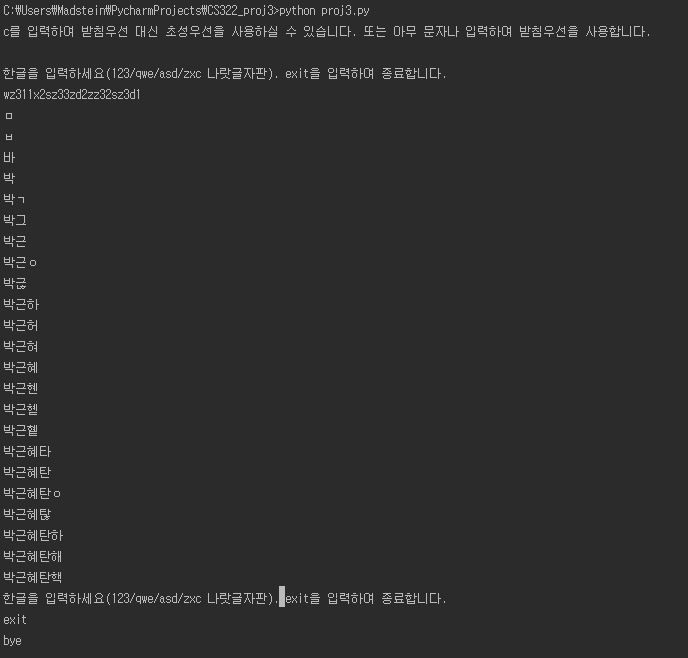 C:\Users\Madstein\PycharmProjects\CS322_proj3>python proj3.py
c를 입력하여 받침우선 대신 초성우선을 사용하실 수 있습니다. 또는 아무 문자나 입력하여 받침우선을 사용합니다.
한글을 입력하세요(123/qwe/asd/zxc 나랏글자판). exit을 입력하여 종료합니다.
wz311x2sz33zd2zz32sz3d1
ㅁ
ㅂ
바
박
박ㄱ
박그
박근
박근ㅇ
박귾
박근하
박근허
박근혀
박근혜
박근혠
박근혤
박근혜타
박근혜탄
박근혜탄ㅇ
박근혜탾
박근혜탄하
박근혜탄해
박근혜탄핵
한글을 입력하세요(123/qwe/asd/zxc 나랏글자판). exit을 입력하여 종료합니다.
exit
bye